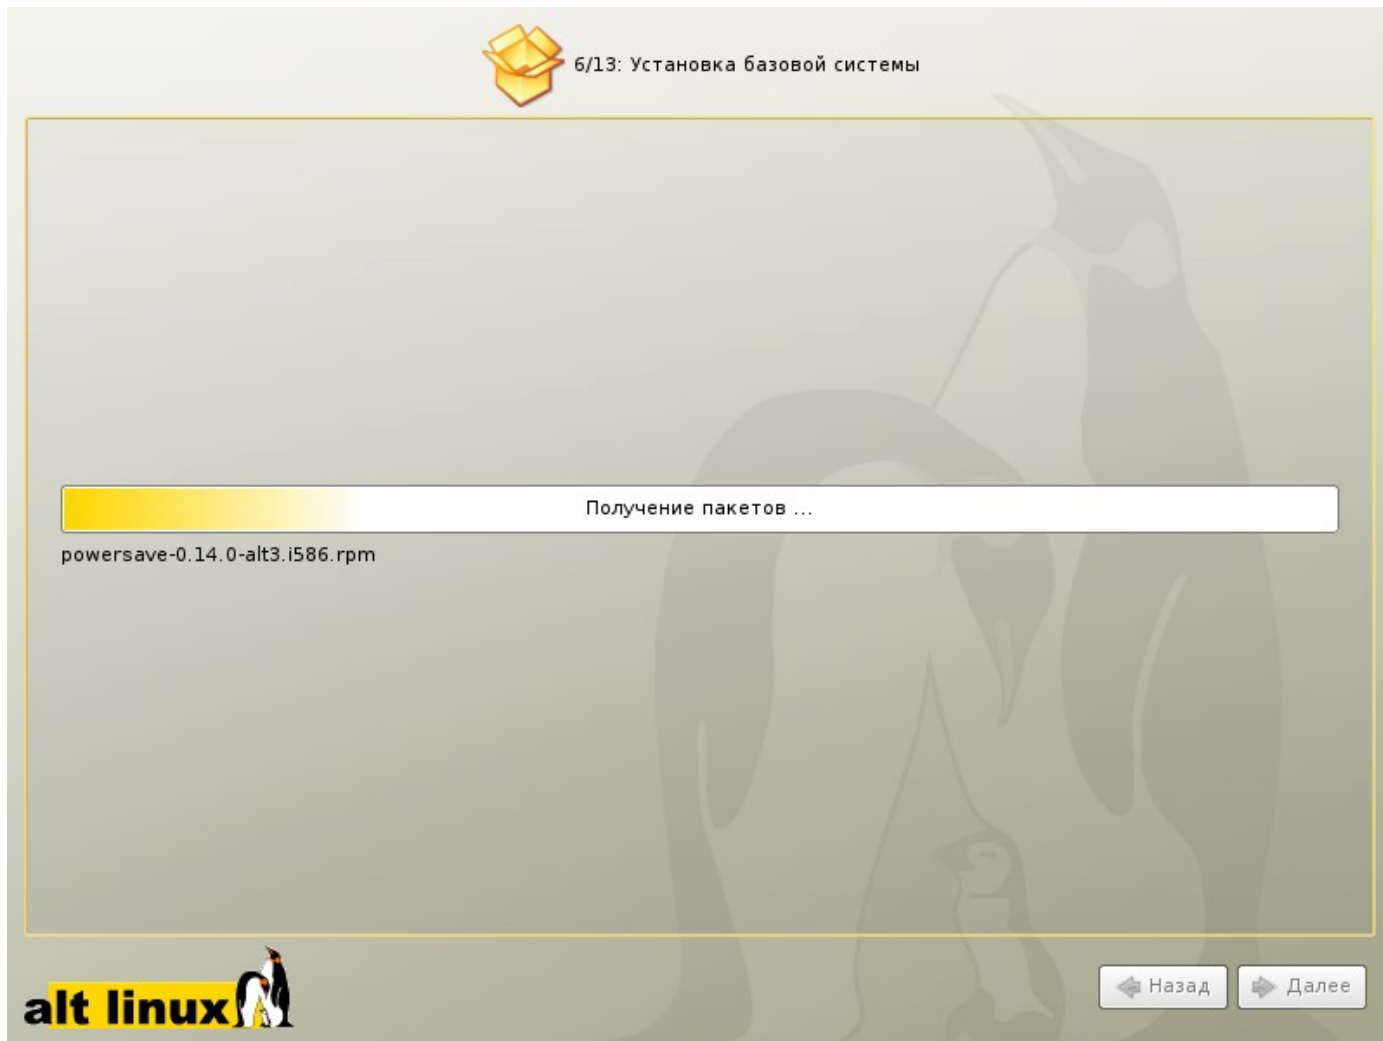 6/13: Установка базовой системы
Получение пакетов ...
powersave-0.14.0-alt3.i586.rpm
alt linux
Назад
Далее